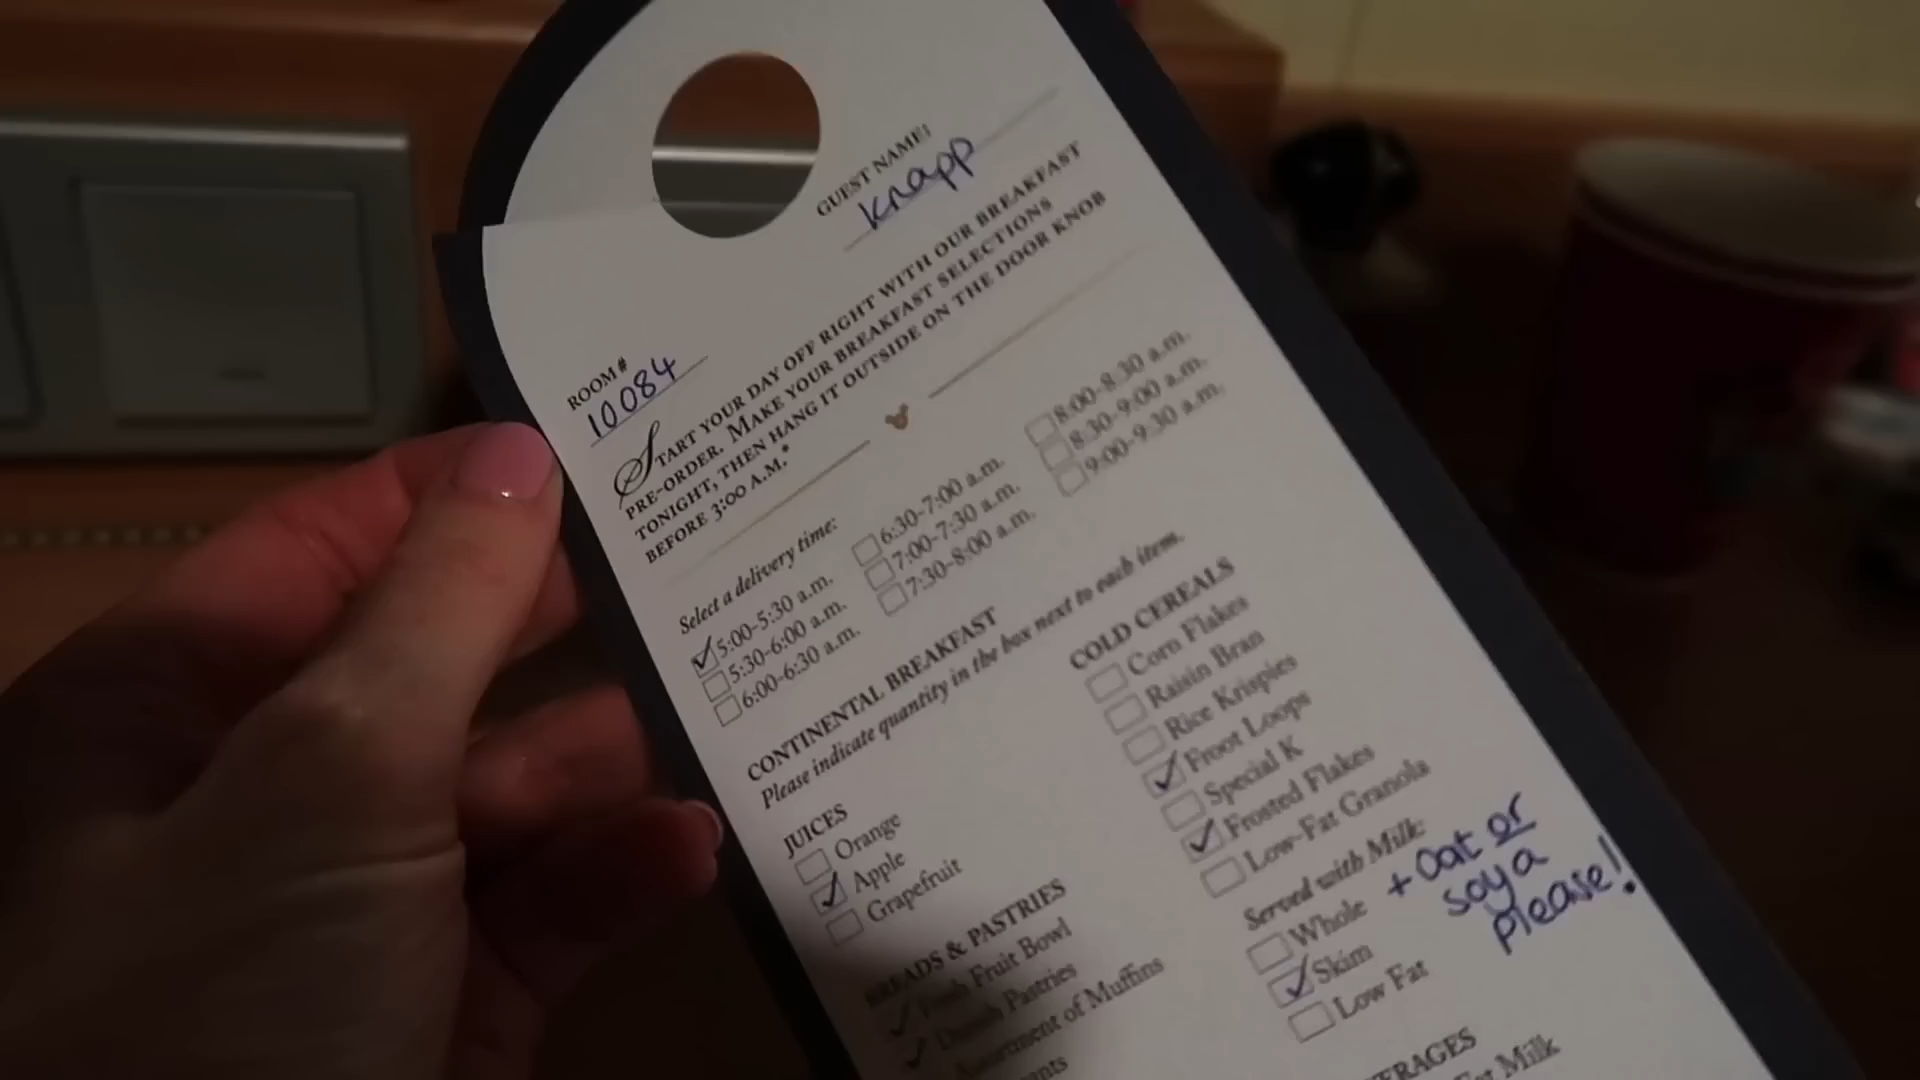 GUEST NAME:
Knapp
ROOM#
10084
START YOUR DAY OFF RIGHT WITH OUR BREAKFAST
PRE-ORDER. MAKE YOUR BREAKFAST SELECTIONS
TONIGHT, THEN HANG IT OUTSIDE ON THE DOOR KNOB
BEFORE 3:00 A.M.*
Select a delivery time:
5:00-5:30 a.m.
5:30-6:00 a.m.
6:00-6:30 a.m.
6:30-7:00 a.m.
7:00-7:30 a.m.
7:30-8:00 a.m.
8:00-8:30 a.m.
8:30-9:00 a.m.
9:00-9:30 a.m.
CONTINENTAL BREAKFAST
Please indicate quantity in the box next to each item.
JUICES
Orange
Apple
Grapefruit
BREADS & PASTRIES
Fresh Fruit Bowl
Danish Pastries
Assortment of Muffins
COLD CEREALS
Corn Flakes
Raisin Bran
Rice Krispies
Froot Loops
Special K
Frosted Flakes
Low-Fat Granola
Served with Milk:
Whole
Skim
Low Fat
+ Oat or
soya
please!
Milk